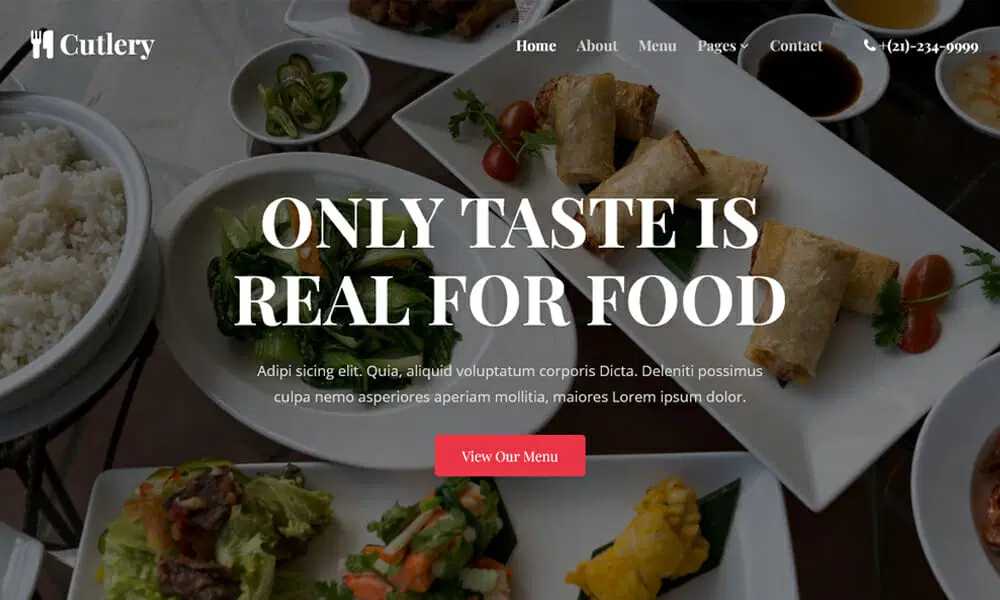 Cutlery
Home About Menu Pages Contact +(21)-234-9999
ONLY TASTE IS
REAL FOR FOOD
Adipi sicing elit. Quia, aliquid voluptatum corporis Dicta. Deleniti possimus
culpa nemo asperiores aperiam mollitia, maiores Lorem ipsum dolor.
View Our Menu